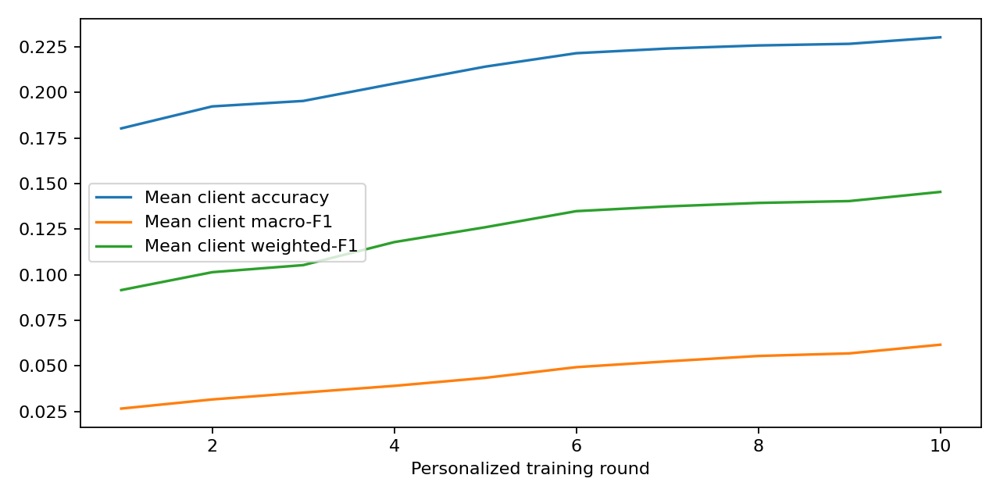 0.225
0.200
0.175
0.150
0.125
0.100
0.075
0.050
0.025
Mean client accuracy
Mean client macro-F1
Mean client weighted-F1
2 4 6 8 10
Personalized training round